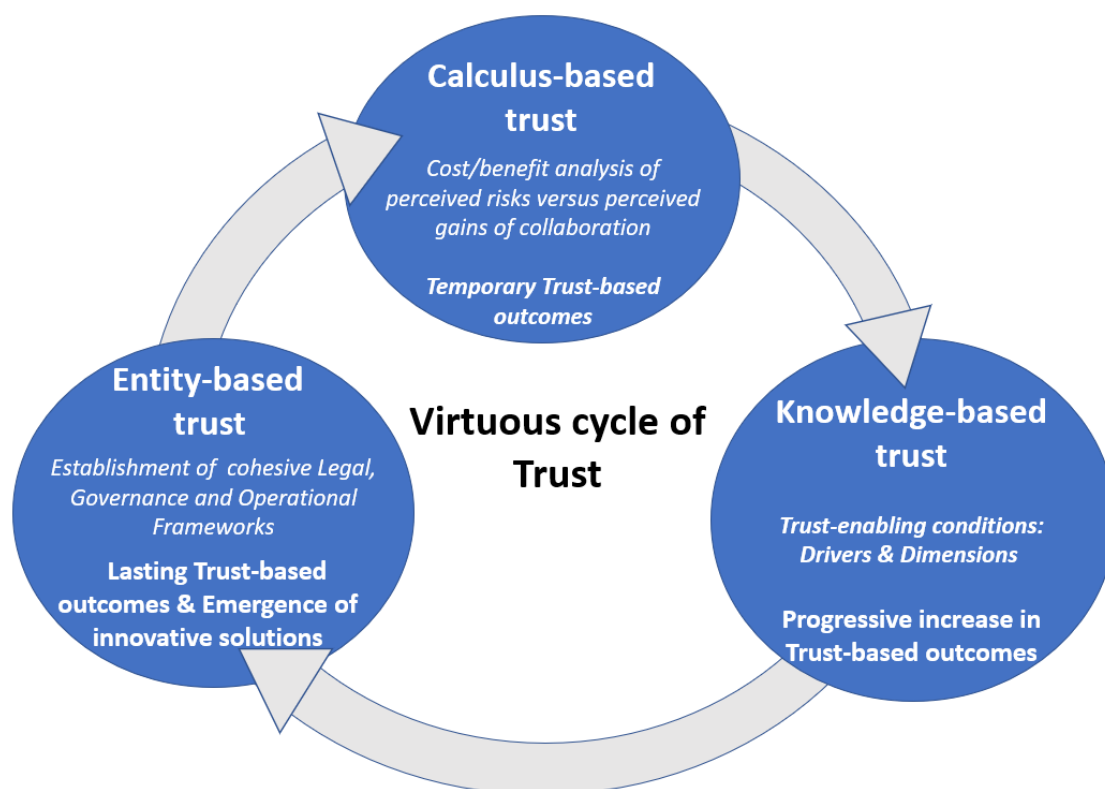 Calculus-based
trust
Cost/benefit analysis of
perceived risks versus perceived
gains of collaboration
Temporary Trust-based
outcomes
Entity-based
trust
Establishment of cohesive Legal,
Governance and Operational
Frameworks
Lasting Trust-based
outcomes & Emergence of
innovative solutions
Virtuous cycle of
Trust
Knowledge-based
trust
Trust-enabling conditions:
Drivers & Dimensions
Progressive increase in
Trust-based outcomes